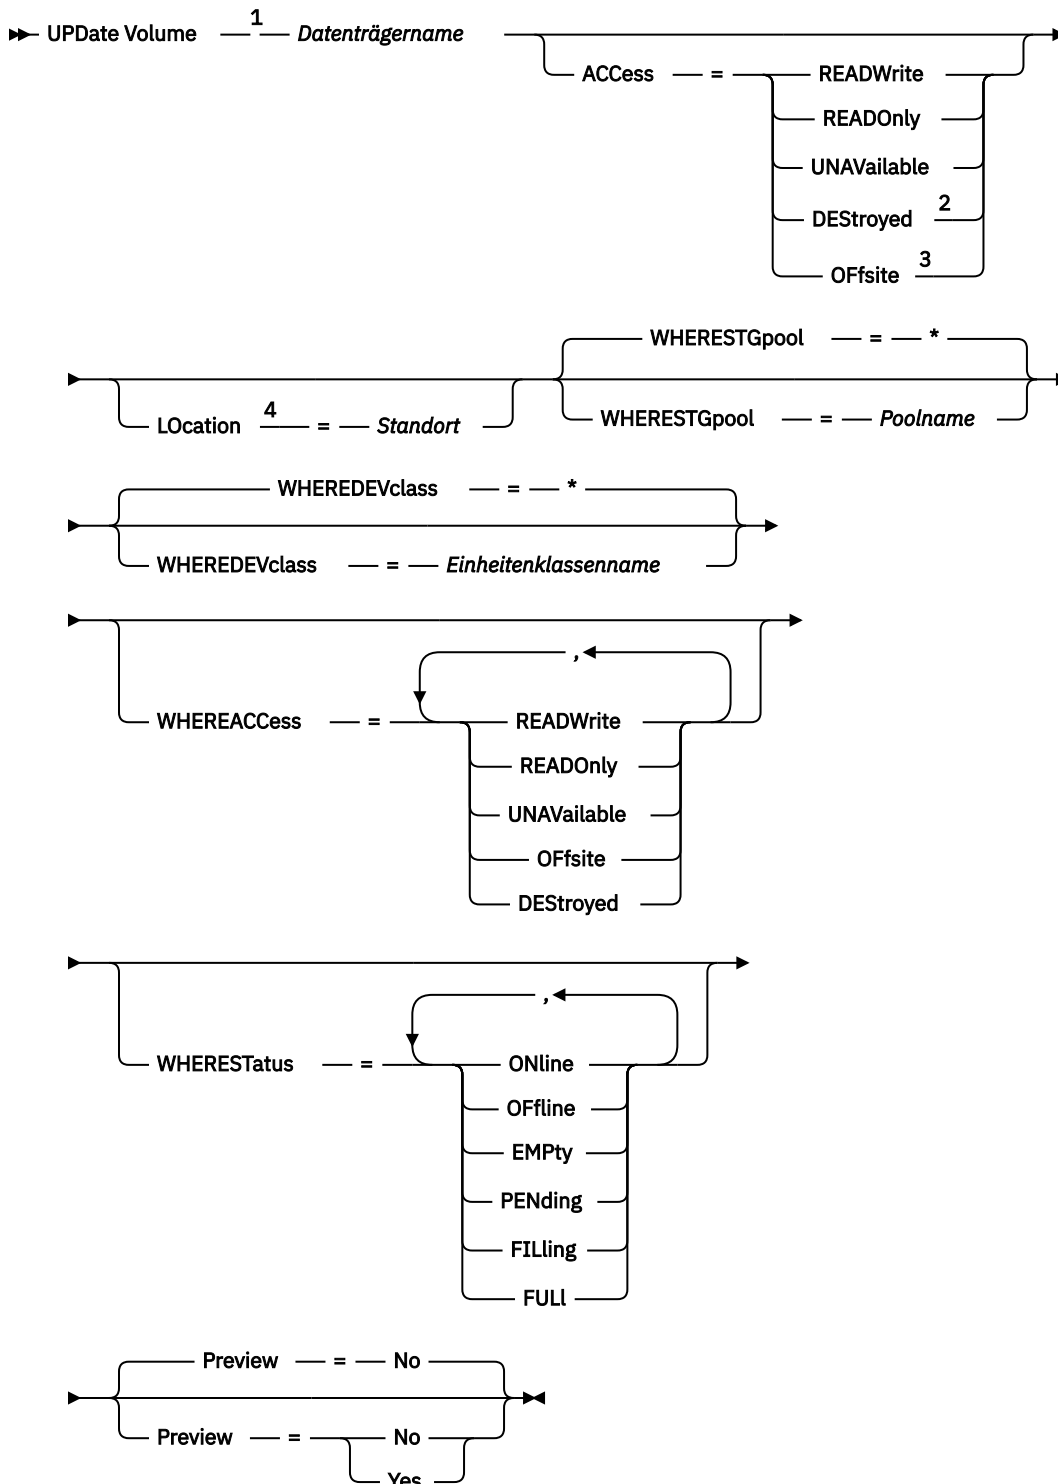 UPDate Volume 1 Datenträgername
ACCess = READWrite
READOnly
UNAVailable
DEStroyed 2
OFfsite 3
WHERESTGpool = *
LOcation 4 = Standort
WHERESTGpool = Poolname
WHEREDEVclass = *
WHEREDEVclass = Einheitenklassenname
,
WHEREACCess = READWrite
READOnly
UNAVailable
OFfsite
DEStroyed
,
WHERESTatus = ONline
OFfline
EMPty
PENding
FILling
FULl
Preview = No
Preview = No
Yes